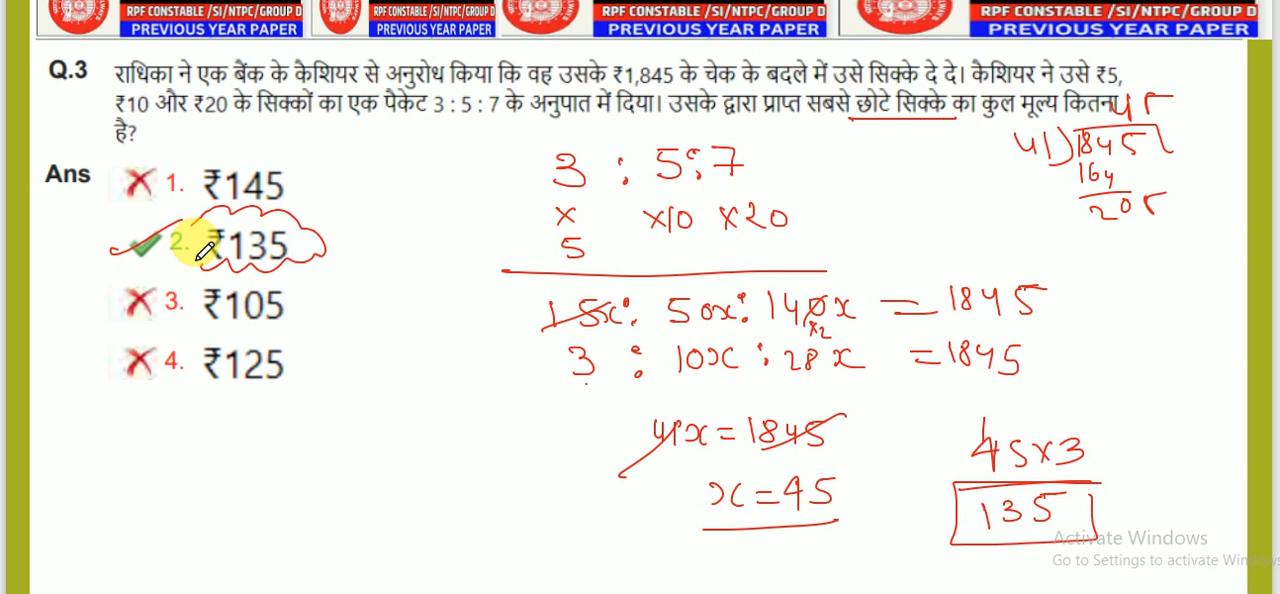 RPF CONSTABLE /SI/NTPC/GROUP D RPF CONSTABLE /SI/NTPC/GROUP D RPF CONSTABLE /SI/NTPC/GROUP D RPF CONSTABLE /SI/NTPC/GROUP D
PREVIOUS YEAR PAPER PREVIOUS YEAR PAPER PREVIOUS YEAR PAPER PREVIOUS YEAR PAPER
Q.3 राधिका ने एक बैंक के कैशियर से अनुरोध किया कि वह उसके ₹1,845 के चेक के बदले में उसे सिक्के दे दे। कैशियर ने उसे ₹5,
₹10 और ₹20 के सिक्कों का एक पैकेट 3 : 5 : 7 के अनुपात में दिया। उसके द्वारा प्राप्त सबसे छोटे सिक्के का कुल मूल्य कितना
है?
45
41)1845
164
205
Ans
1. ₹145
2. ₹135
3. ₹105
4. ₹125
3 : 5 : 7
× ×10 ×20
5
15x : 50x : 140x = 1845
×2
3 : 10x : 28x = 1845
41x = 1845
x = 45
45×3
135
Activate Windows
Go to Settings to activate Windows